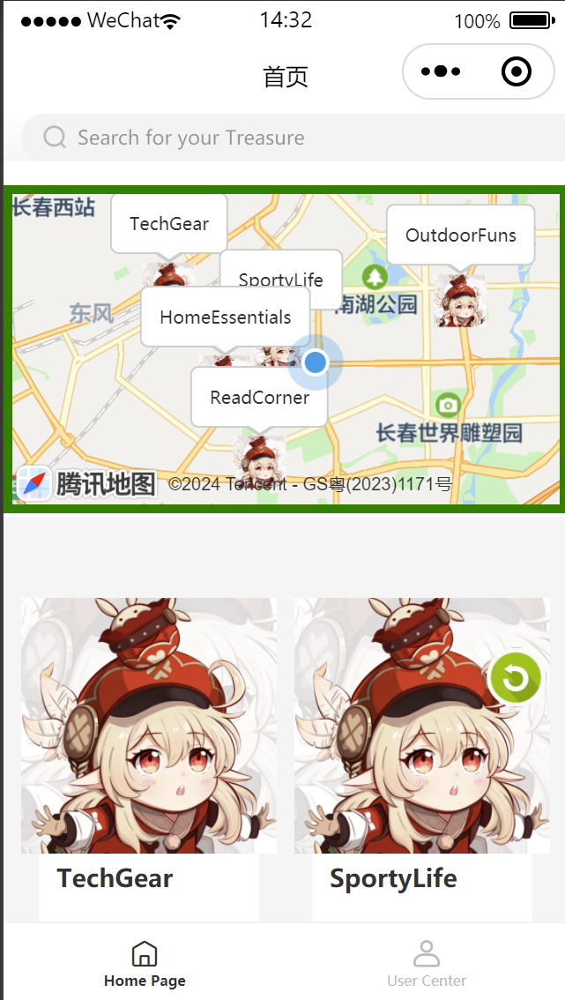 WeChat 14:32 100%
首页
Search for your Treasure
长春西站
TechGear
OutdoorFuns
SportyLife
南湖公园
东风
HomeEssentials
ReadCorner
长春世界雕塑园
腾讯地图 ©2024 Tencent - GS粤(2023)1171号
TechGear SportyLife
Home Page User Center